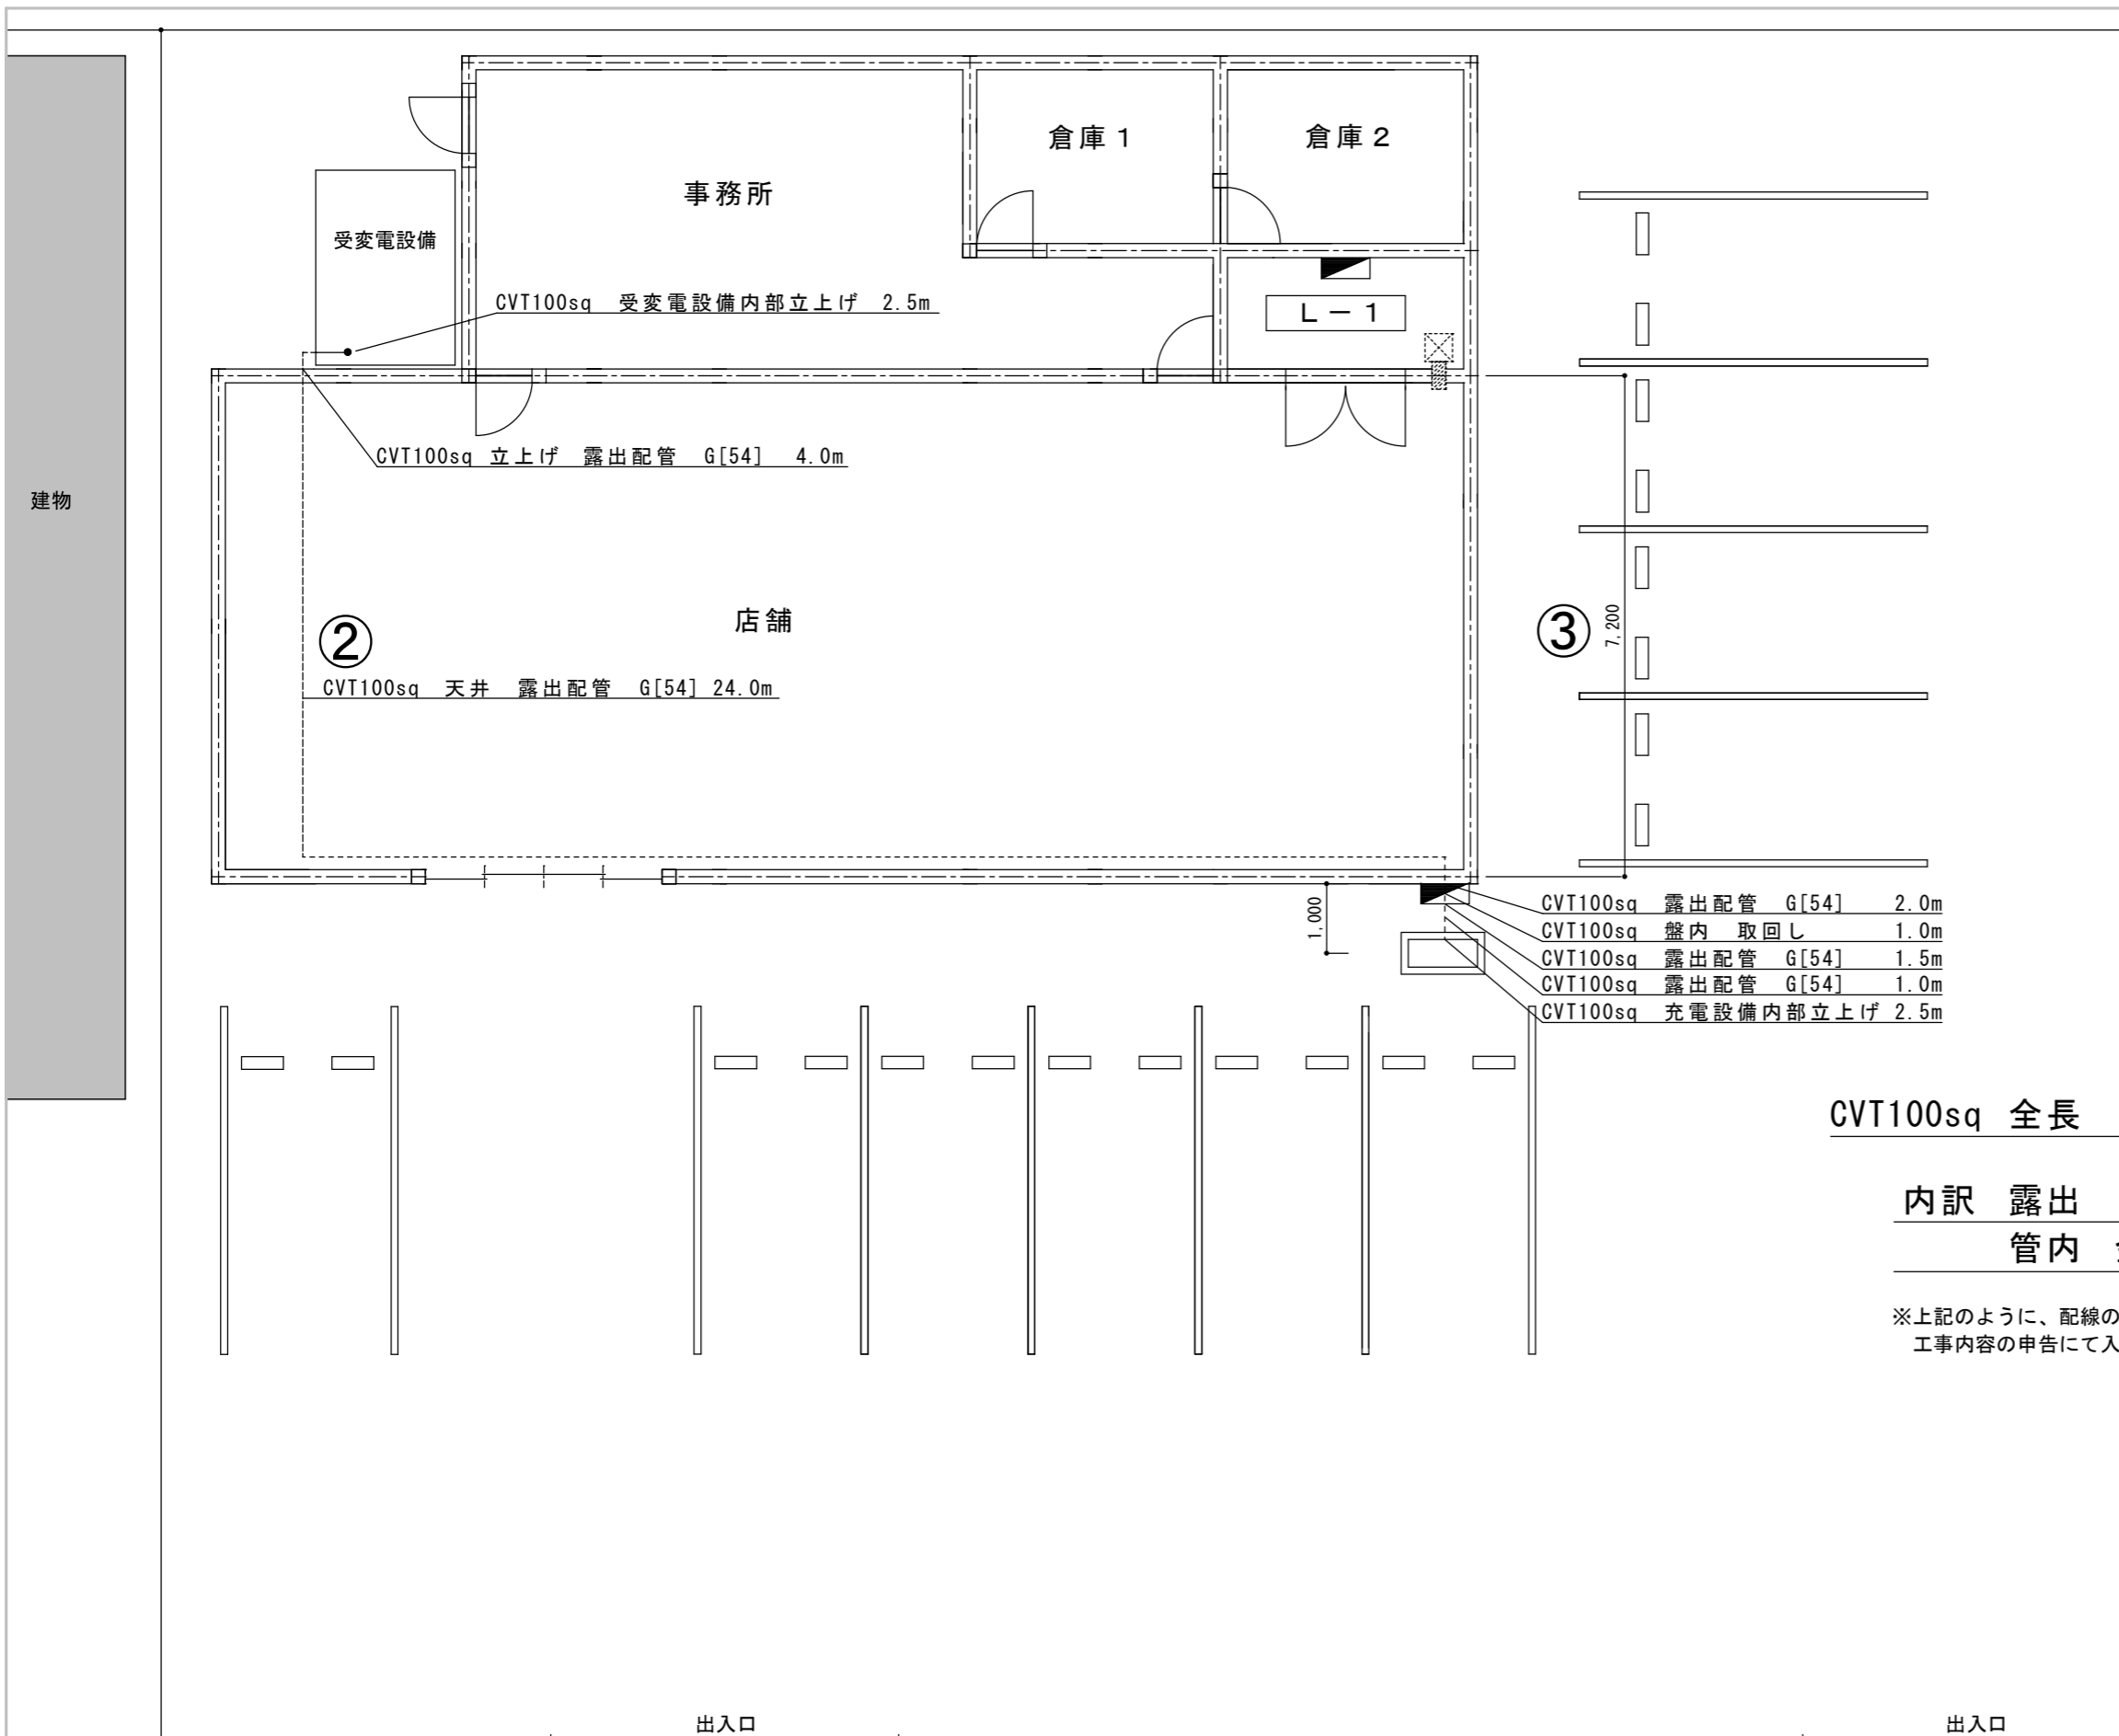 倉庫１
倉庫２
事務所
受変電設備
CVT100sq 受変電設備内部立上げ 2.5m
Ｌ－１
CVT100sq 立上げ 露出配管 G[54] 4.0m
建物
店舗
②
③
7,200
CVT100sq 天井 露出配管 G[54] 24.0m
1,000
CVT100sq 露出配管 G[54] 2.0m
CVT100sq 盤内 取回し 1.0m
CVT100sq 露出配管 G[54] 1.5m
CVT100sq 露出配管 G[54] 1.0m
CVT100sq 充電設備内部立上げ 2.5m
CVT100sq 全長
内訳 露出
管内
※上記のように、配線の
工事内容の申告にて入
出入口
出入口